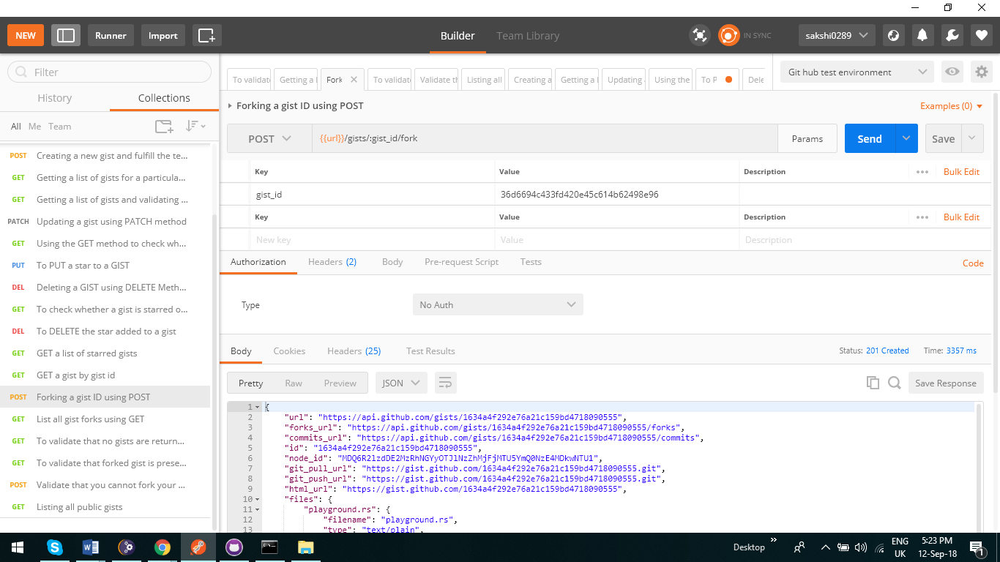 NEW Runner Import Builder Team Library IN SYNC sakshi0289
Filter
History Collections
All Me Team
POST Creating a new gist and fulfill the te...
GET Getting a list of gists for a particula...
GET Getting a list of gists and validating ...
PATCH Updating a gist using PATCH method
GET Using the GET method to check wh...
PUT To PUT a star to a GIST
DEL Deleting a GIST using DELETE Meth...
GET To check whether a gist is starred o...
DEL To DELETE the star added to a gist
GET GET a list of starred gists
GET GET a gist by gist id
POST Forking a gist ID using POST
GET List all gist forks using GET
GET To validate that no gists are return...
GET To validate that forked gist is prese...
POST Validate that you cannot fork your ...
GET Listing all public gists
To validat Getting a l Fork To validat Validate th Listing all Creating a Getting a l Updating Using the To P Dele
Git hub test environment
Forking a gist ID using POST Examples (0)
POST {{url}}/gists/:gist_id/fork Params Send Save
Key Value Description Bulk Edit
gist_id 36d6694c433fd420e45c614b62498e96
Key Value Description Bulk Edit
New key Value Description
Authorization Headers (2) Body Pre-request Script Tests Code
Type No Auth
Body Cookies Headers (25) Test Results Status: 201 Created Time: 3357 ms
Pretty Raw Preview JSON Save Response
1 {
2 "url": "https://api.github.com/gists/1634a4f292e76a21c159bd4718090555",
3 "forks_url": "https://api.github.com/gists/1634a4f292e76a21c159bd4718090555/forks",
4 "commits_url": "https://api.github.com/gists/1634a4f292e76a21c159bd4718090555/commits",
5 "id": "1634a4f292e76a21c159bd4718090555",
6 "node_id": "MDQ6R2lzdDE2MzRhNGYyOTJlNzZhMjFjMTU5YmQ0NzE4MDkwNTU1",
7 "git_pull_url": "https://gist.github.com/1634a4f292e76a21c159bd4718090555.git",
8 "git_push_url": "https://gist.github.com/1634a4f292e76a21c159bd4718090555.git",
9 "html_url": "https://gist.github.com/1634a4f292e76a21c159bd4718090555",
10 "files": {
11 "playground.rs": {
12 "filename": "playground.rs",
13 "type": "text/plain",
Desktop ENG 5:23 PM
UK 12-Sep-18 1